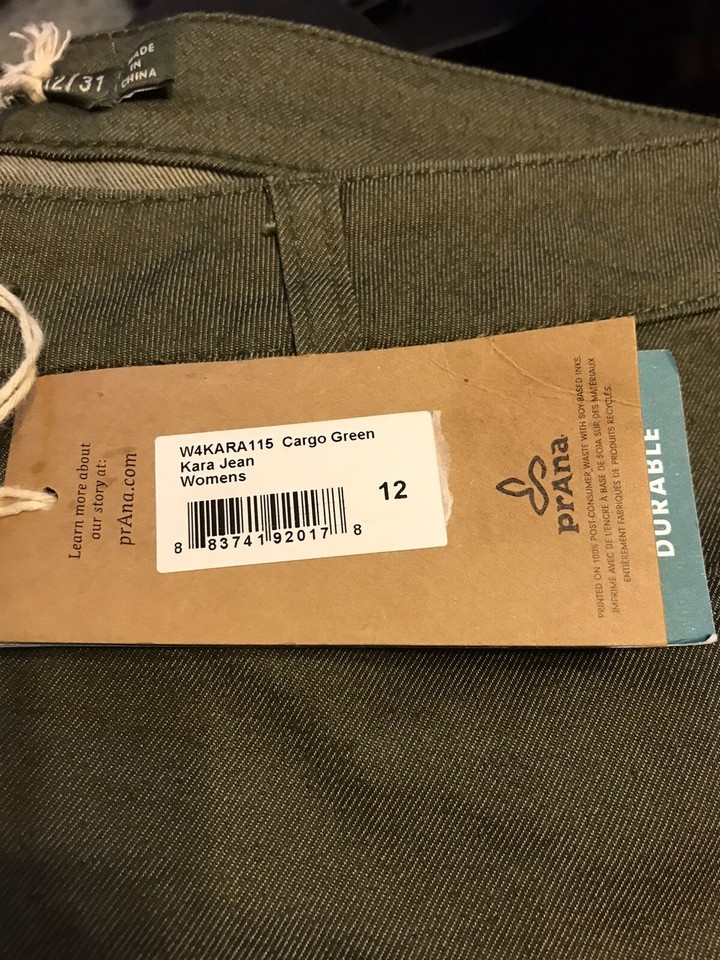 12/31
MADE
IN
CHINA
Learn more about
our story at:
prAna.com
W4KARA115 Cargo Green
Kara Jean
Womens
12
8 83741 92017 8
prAna
PRINTED ON 100% POST-CONSUMER WASTE WITH SOY-BASED INKS.
IMPRIMÉ AVEC DE L'ENCRE À BASE DE SOJA SUR DES MATÉRIAUX
ENTIÈREMENT FABRIQUÉS DE PRODUITS RECYCLÉS.
DURABLE